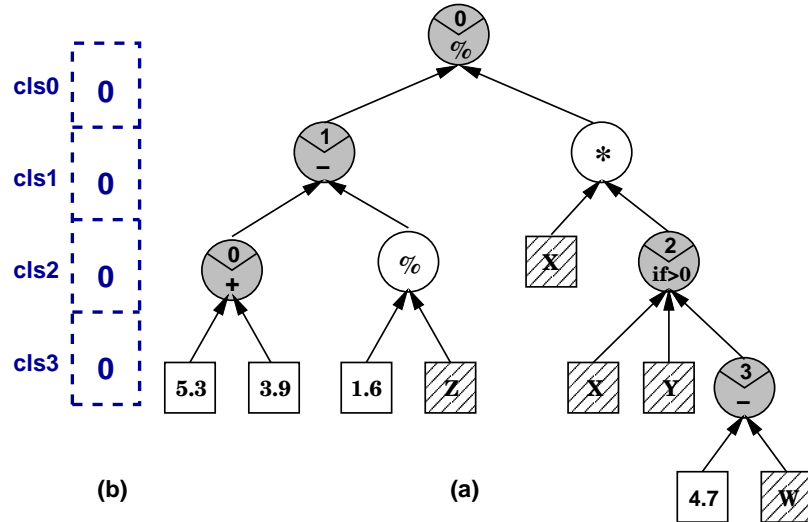 0
%
cls0 0
1
−
*
cls1 0
0
+
%
X
2
if>0
cls2 0
cls3 0
5.3 3.9 1.6 Z X Y
3
−
4.7 W
(b) (a)